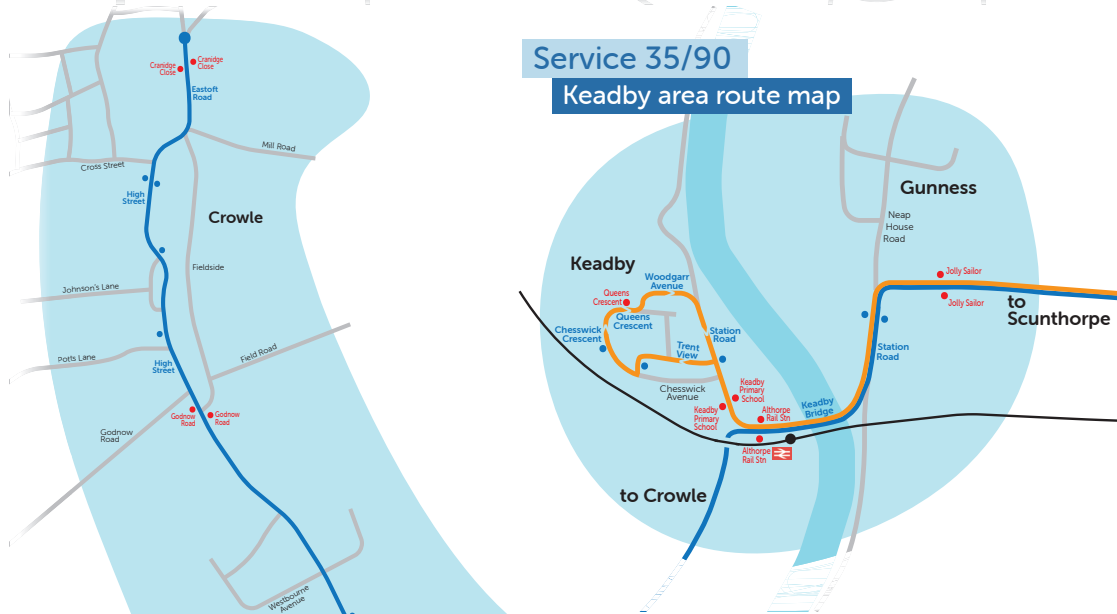 Cranidge
Close
Cranidge
Close
Eastoft
Road
Mill Road
Cross Street
High
Street
Crowle
Fieldside
Johnson's Lane
Potts Lane
High
Street
Field Road
Godnow
Road
Godnow
Road
Godnow
Road
Westbourne
Avenue
Service 35/90
Keadby area route map
Gunness
Neap
House
Road
Keadby
Woodgarr
Avenue
Queens
Crescent
Queens
Crescent
Chesswick
Crescent
Station
Road
Trent
View
Chesswick
Avenue
Keadby
Primary
School
Keadby
Primary
School
Althorpe
Rail Stn
Althorpe
Rail Stn
Keadby
Bridge
Jolly Sailor
Jolly Sailor
to
Scunthorpe
Station
Road
to Crowle